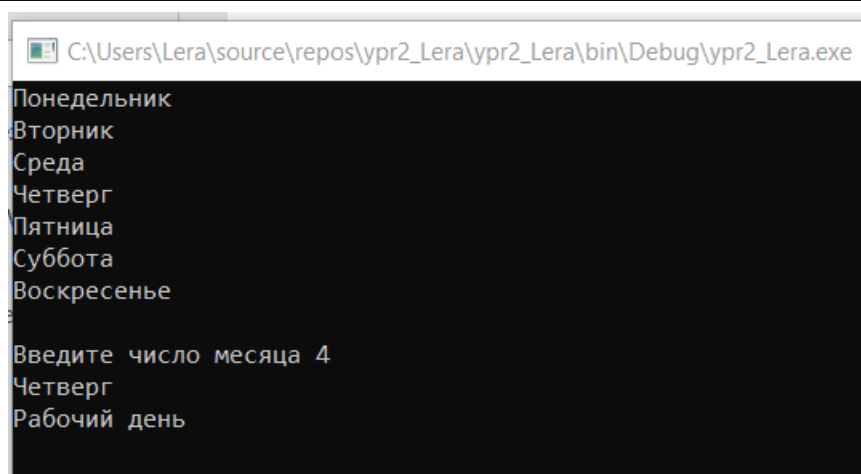 C:\Users\Lera\source\repos\ypr2_Lera\ypr2_Lera\bin\Debug\ypr2_Lera.exe
Понедельник
Вторник
Среда
Четверг
Пятница
Суббота
Воскресенье
Введите число месяца 4
Четверг
Рабочий день